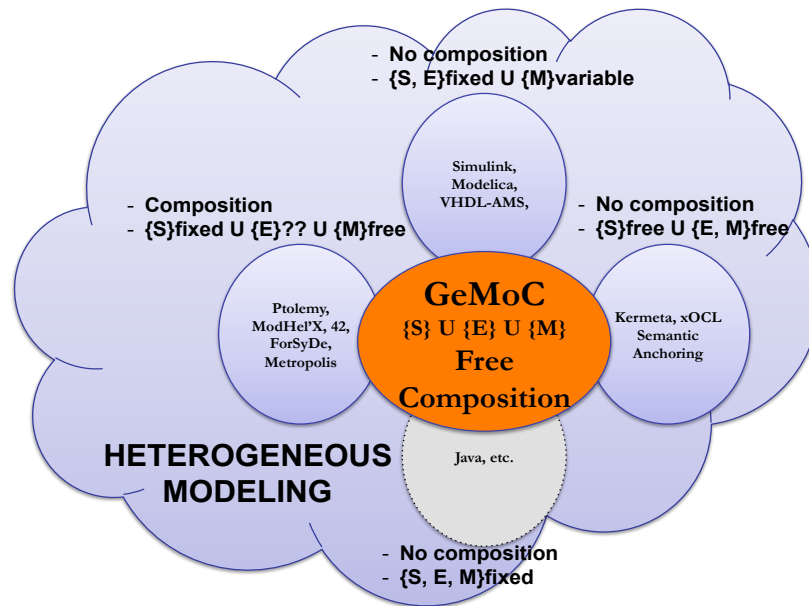 - No composition
- {S, E}fixed U {M}variable
Simulink,
Modelica,
VHDL-AMS,
- Composition
- {S}fixed U {E}?? U {M}free
- No composition
- {S}free U {E, M}free
Ptolemy,
ModHel'X, 42,
ForSyDe,
Metropolis
GeMoC
{S} U {E} U {M}
Free
Composition
Kermeta, xOCL
Semantic
Anchoring
HETEROGENEOUS
MODELING
Java, etc.
- No composition
- {S, E, M}fixed